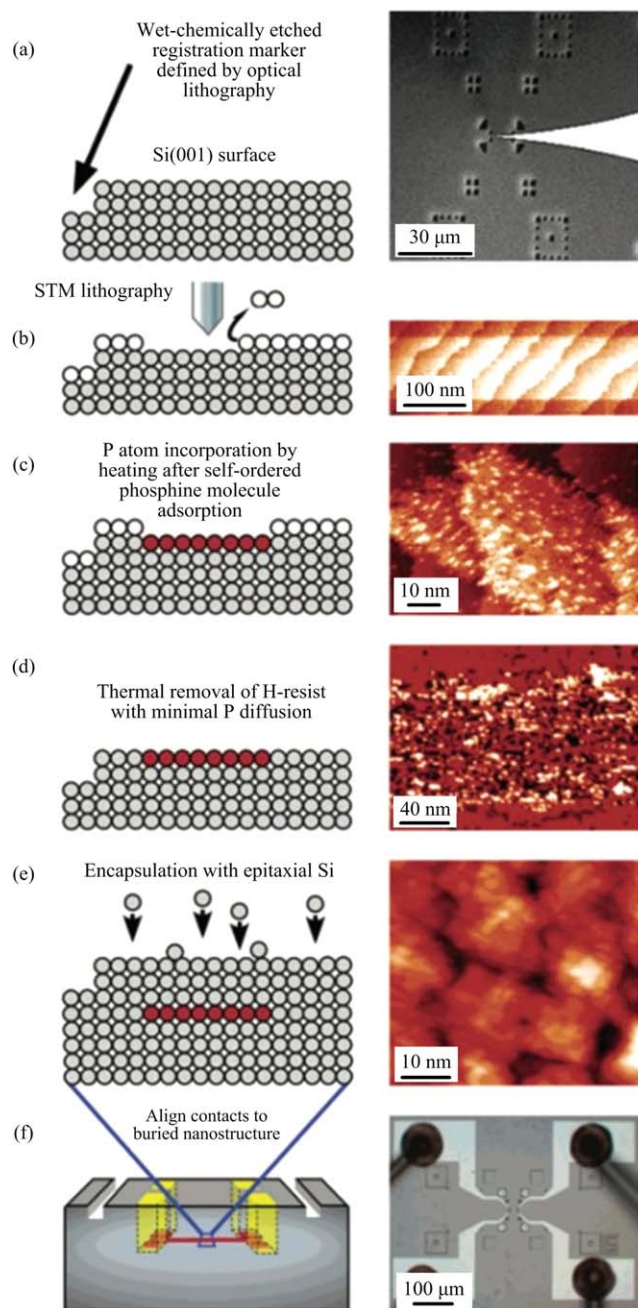 (a)
Wet-chemically etched
registration marker
defined by optical
lithography
Si(001) surface
30 μm
STM lithography
(b)
100 nm
(c)
P atom incorporation by
heating after self-ordered
phosphine molecule
adsorption
10 nm
(d)
Thermal removal of H-resist
with minimal P diffusion
40 nm
(e)
Encapsulation with epitaxial Si
10 nm
(f)
Align contacts to
buried nanostructure
100 μm